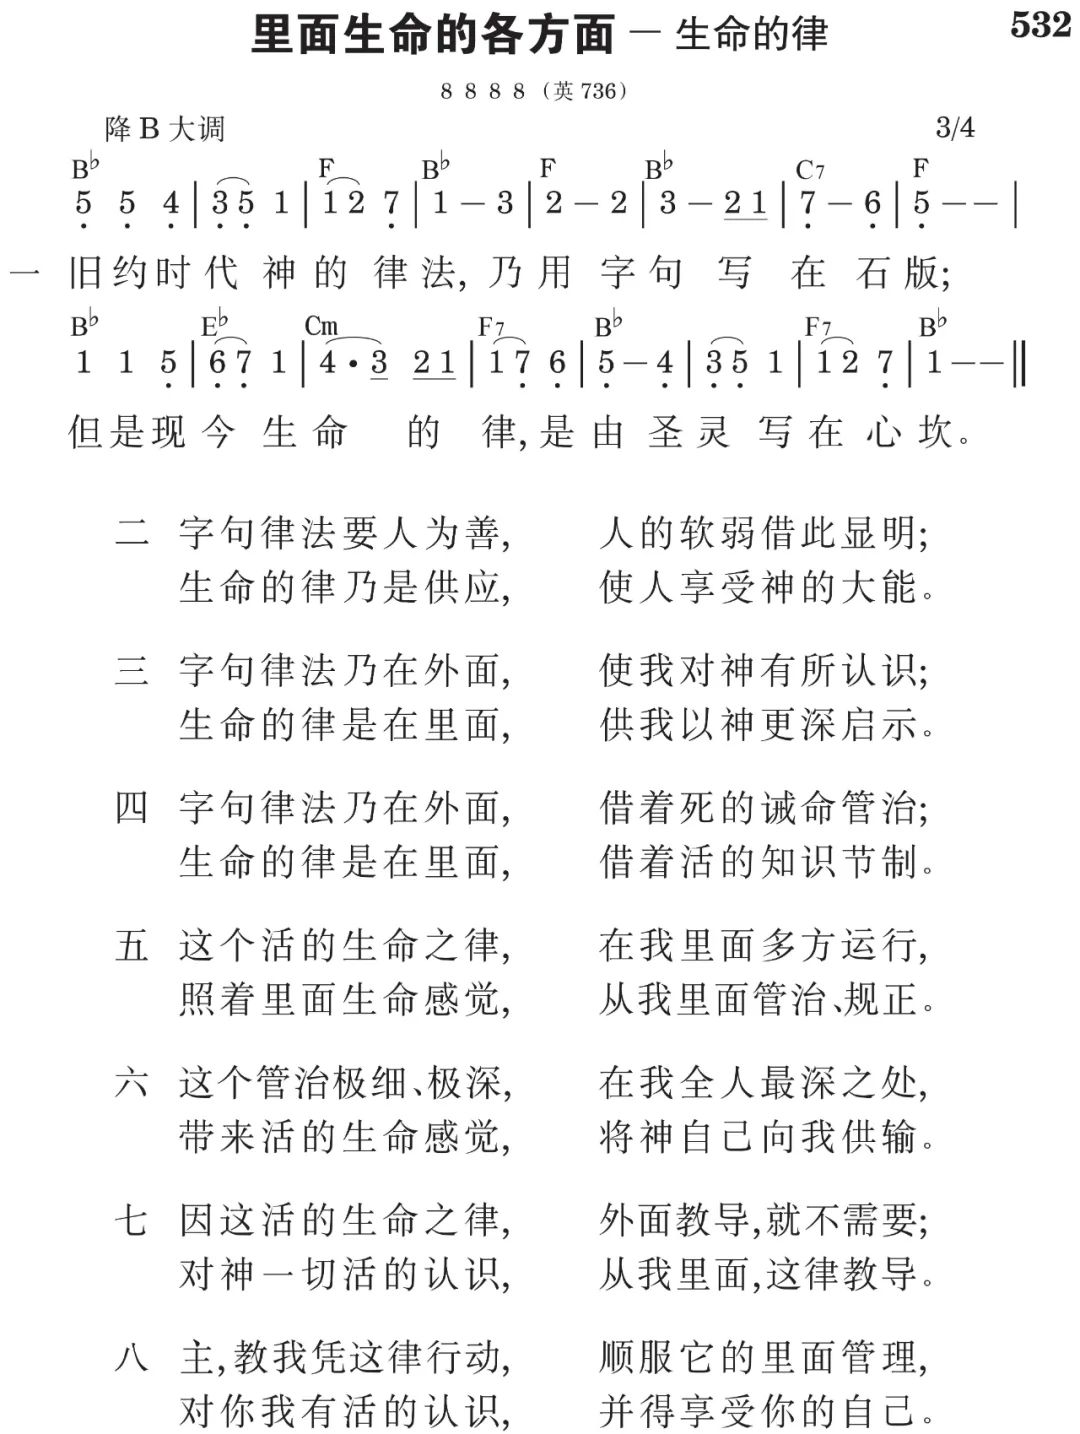 里面生命的各方面 － 生命的律 532
8 8 8 8（英 736）
降 B 大调 3/4
B♭ F B♭ F B♭ C7 F
5̣ 5̣ 4̣ | 3̣ 5̣ 1 | 1 2 7̣ | 1 － 3 | 2 － 2 | 3 － 2 1 | 7̣ － 6̣ | 5̣ － － |
一 旧约时代神的律法, 乃用字句写在石版;
B♭ E♭ Cm F7 B♭ F7 B♭
1 1 5̣ | 6̣ 7̣ 1 | 4 · 3 2 1 | 1 7̣ 6̣ | 5̣ － 4̣ | 3̣ 5̣ 1 | 1 2 7̣ | 1 － － ‖
但是现今生命的律, 是由圣灵写在心坎。
二 字句律法要人为善, 人的软弱借此显明;
生命的律乃是供应, 使人享受神的大能。
三 字句律法乃在外面, 使我对神有所认识;
生命的律是在里面, 供我以神更深启示。
四 字句律法乃在外面, 借着死的诫命管治;
生命的律是在里面, 借着活的知识节制。
五 这个活的生命之律, 在我里面多方运行,
照着里面生命感觉, 从我里面管治、规正。
六 这个管治极细、极深, 在我全人最深之处,
带来活的生命感觉, 将神自己向我供输。
七 因这活的生命之律, 外面教导,就不需要;
对神一切活的认识, 从我里面,这律教导。
八 主,教我凭这律行动, 顺服它的里面管理,
对你我有活的认识, 并得享受你的自己。